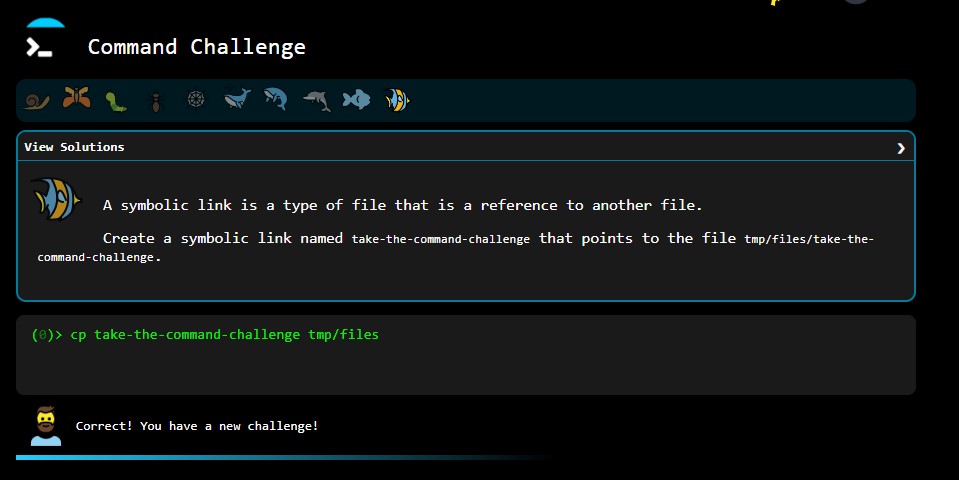 Command Challenge
View Solutions
A symbolic link is a type of file that is a reference to another file.
Create a symbolic link named take-the-command-challenge that points to the file tmp/files/take-the-
command-challenge.
(0)> cp take-the-command-challenge tmp/files
Correct! You have a new challenge!